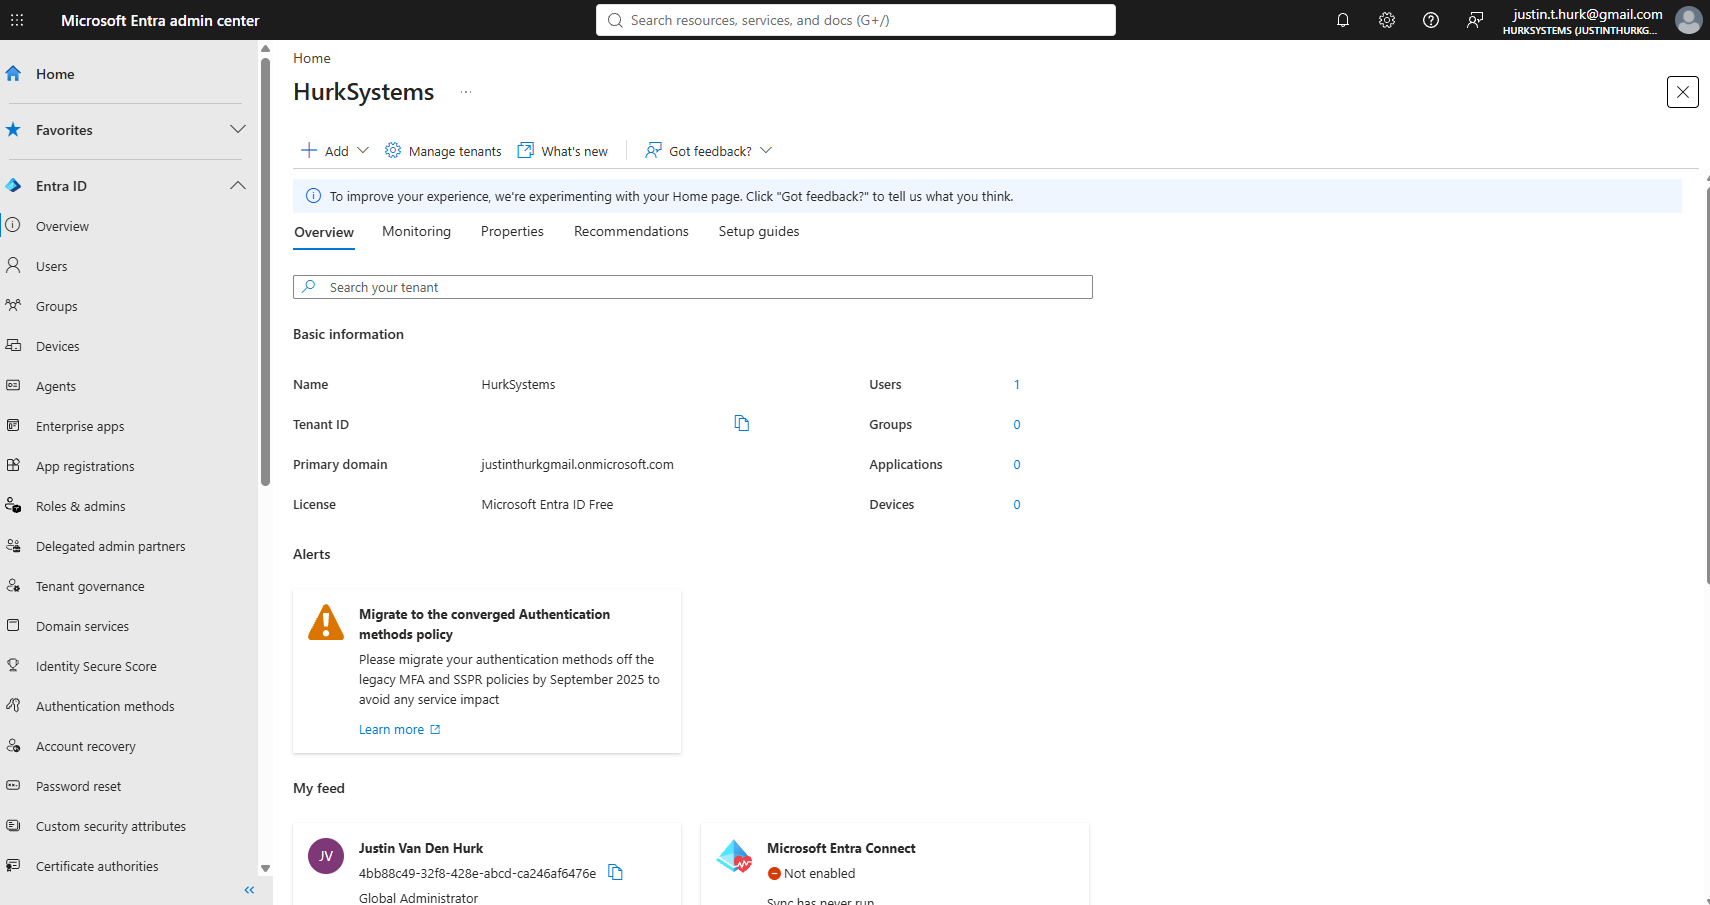 Microsoft Entra admin center
Search resources, services, and docs (G+/)
justin.t.hurk@gmail.com
HURKSYSTEMS (JUSTINTHURKG...
Home
Favorites
Entra ID
Overview
Users
Groups
Devices
Agents
Enterprise apps
App registrations
Roles & admins
Delegated admin partners
Tenant governance
Domain services
Identity Secure Score
Authentication methods
Account recovery
Password reset
Custom security attributes
Certificate authorities
Home
HurkSystems ...
Add Manage tenants What's new Got feedback?
To improve your experience, we're experimenting with your Home page. Click "Got feedback?" to tell us what you think.
Overview Monitoring Properties Recommendations Setup guides
Search your tenant
Basic information
Name HurkSystems Users 1
Tenant ID Groups 0
Primary domain justinthurkgmail.onmicrosoft.com Applications 0
License Microsoft Entra ID Free Devices 0
Alerts
Migrate to the converged Authentication
methods policy
Please migrate your authentication methods off the
legacy MFA and SSPR policies by September 2025 to
avoid any service impact
Learn more
My feed
JV
Justin Van Den Hurk
4bb88c49-32f8-428e-abcd-ca246af6476e
Global Administrator
Microsoft Entra Connect
Not enabled
Sync has never run